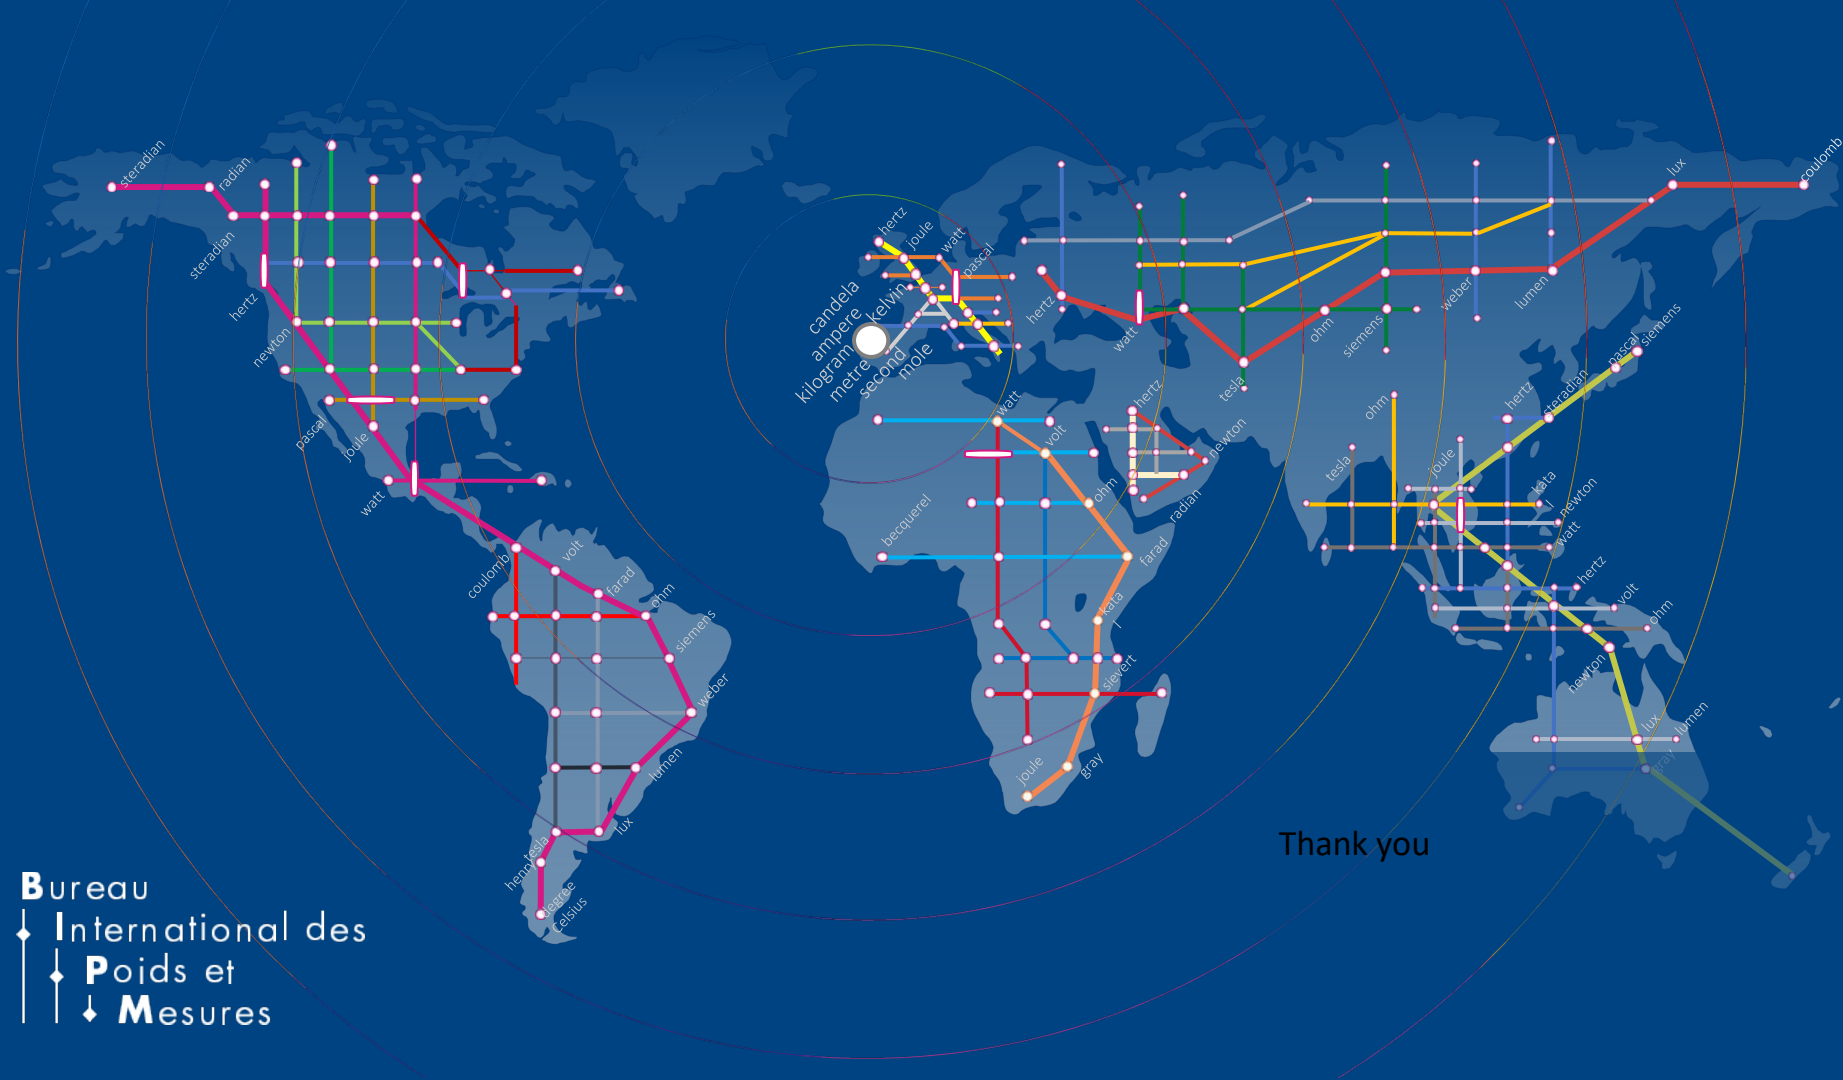 steradian
radian
steradian
hertz
newton
pascal
joule
watt
coulomb
volt
farad
ohm
siemens
weber
lumen
lux
tesla
henry
degree
Celsius
hertz
joule
watt
pascal
candela
ampere
kelvin
kilogram
metre
second
mole
hertz
watt
tesla
ohm
siemens
weber
lumen
lux
coulomb
watt
volt
ohm
becquerel
farad
kata
l
sievert
gray
joule
hertz
newton
radian
ohm
tesla
joule
hertz
steradian
pascal
siemens
kata
l
newton
watt
hertz
volt
ohm
newton
lux
lumen
gray
Thank you
Bureau
International des
Poids et
Mesures